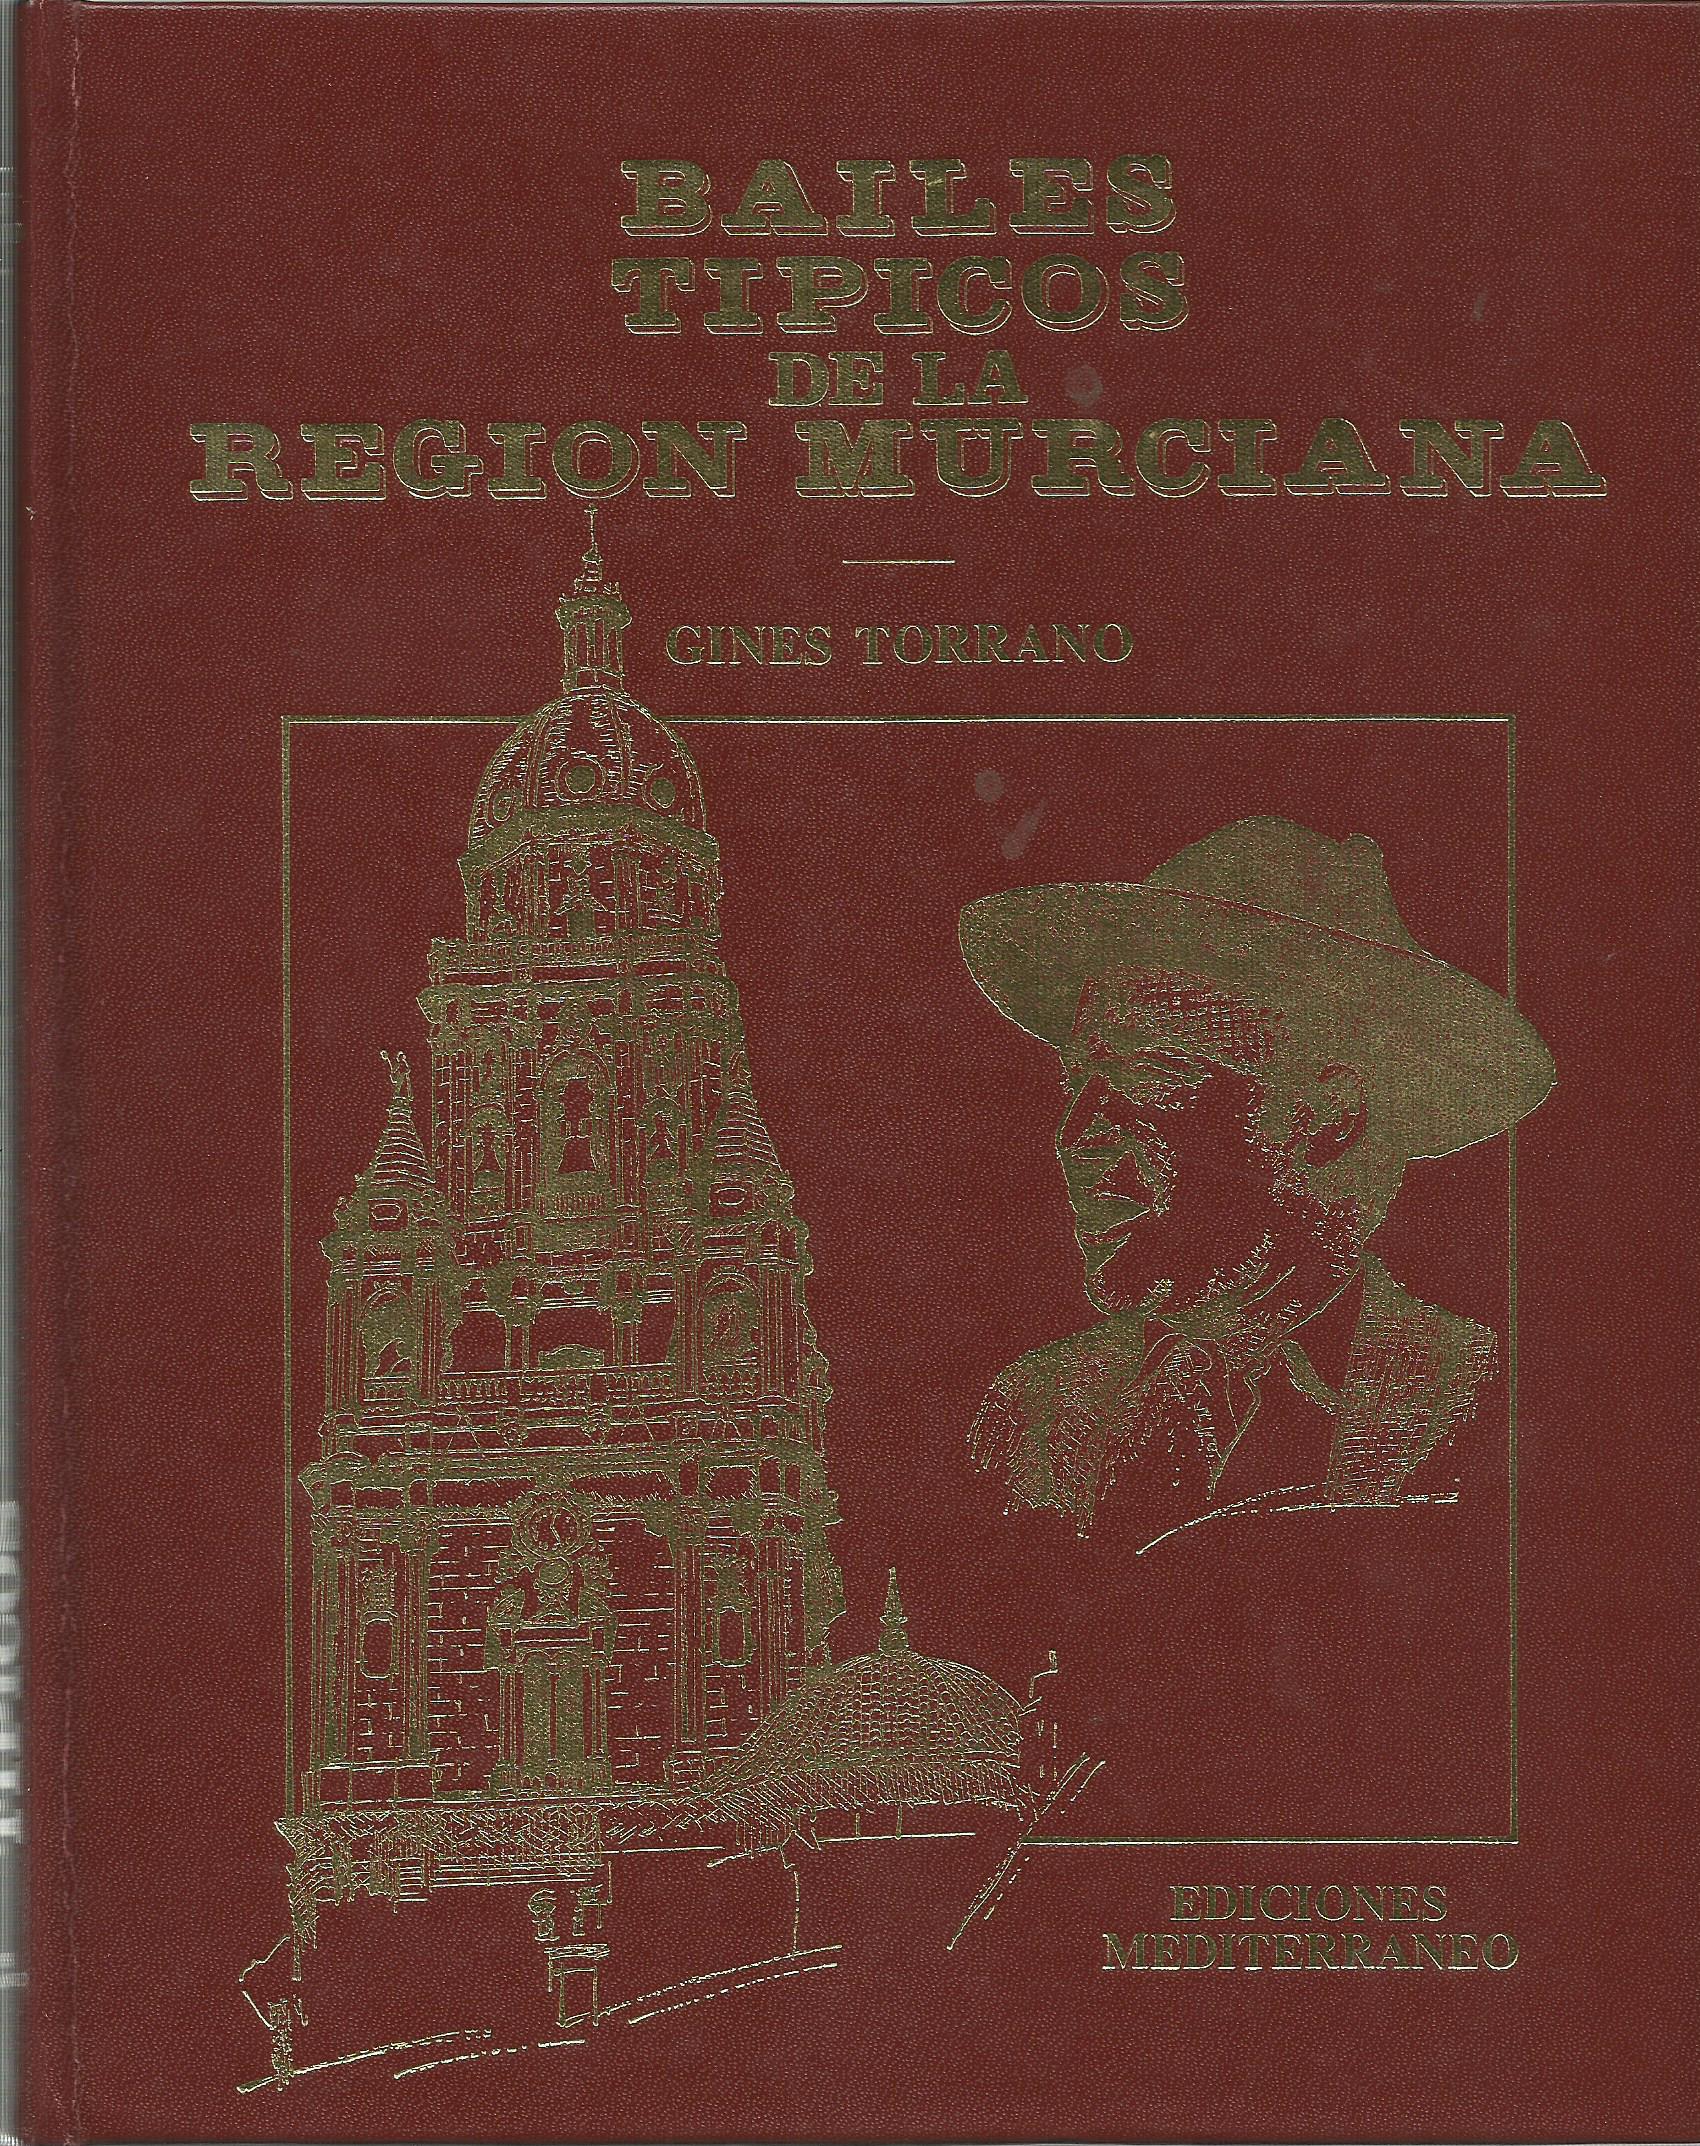 BAILES
TIPICOS
DE LA
REGION MURCIANA
GINES TORRANO
EDICIONES
MEDITERRANEO